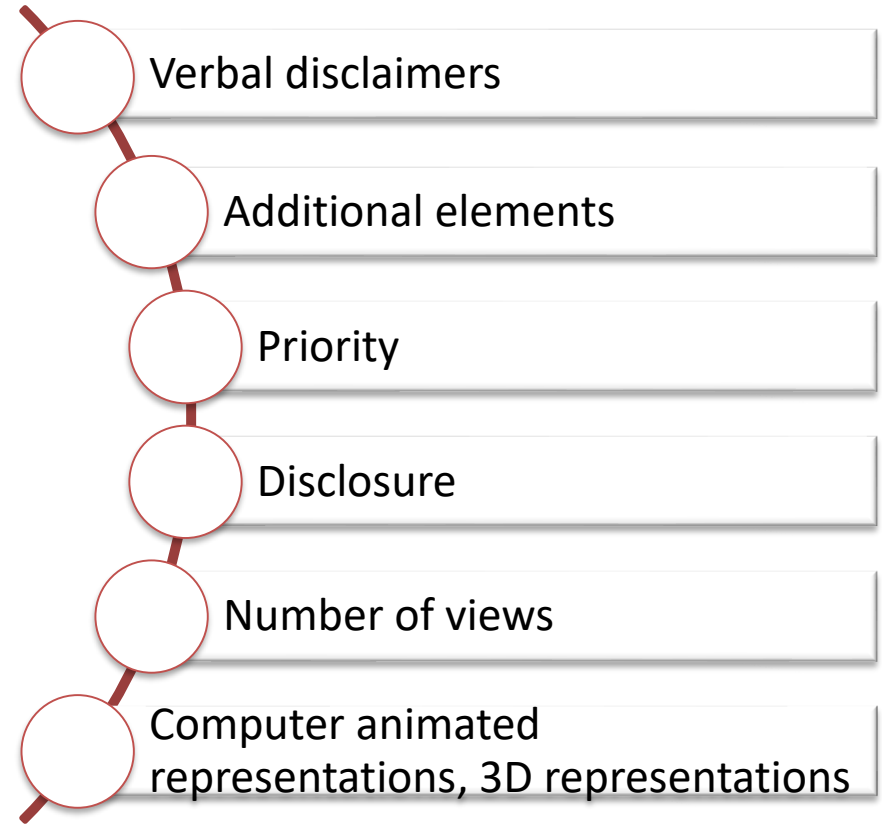 Verbal disclaimers
Additional elements
Priority
Disclosure
Number of views
Computer animated
representations, 3D representations